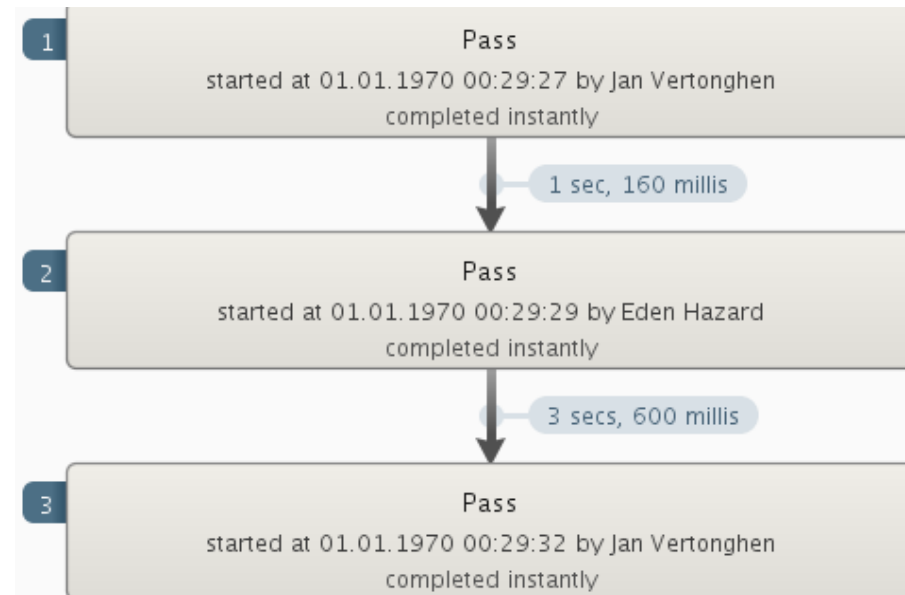 1
Pass
started at 01.01.1970 00:29:27 by Jan Vertonghen
completed instantly
1 sec, 160 millis
2
Pass
started at 01.01.1970 00:29:29 by Eden Hazard
completed instantly
3 secs, 600 millis
3
Pass
started at 01.01.1970 00:29:32 by Jan Vertonghen
completed instantly